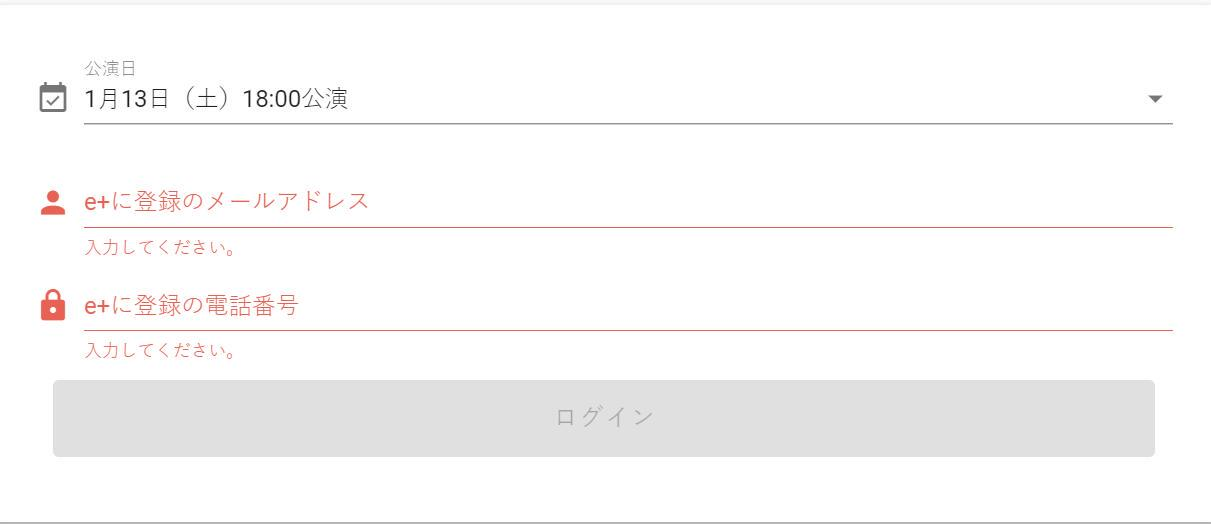 公演日
1月13日（土）18:00公演
e+に登録のメールアドレス
入力してください。
e+に登録の電話番号
入力してください。
ログイン